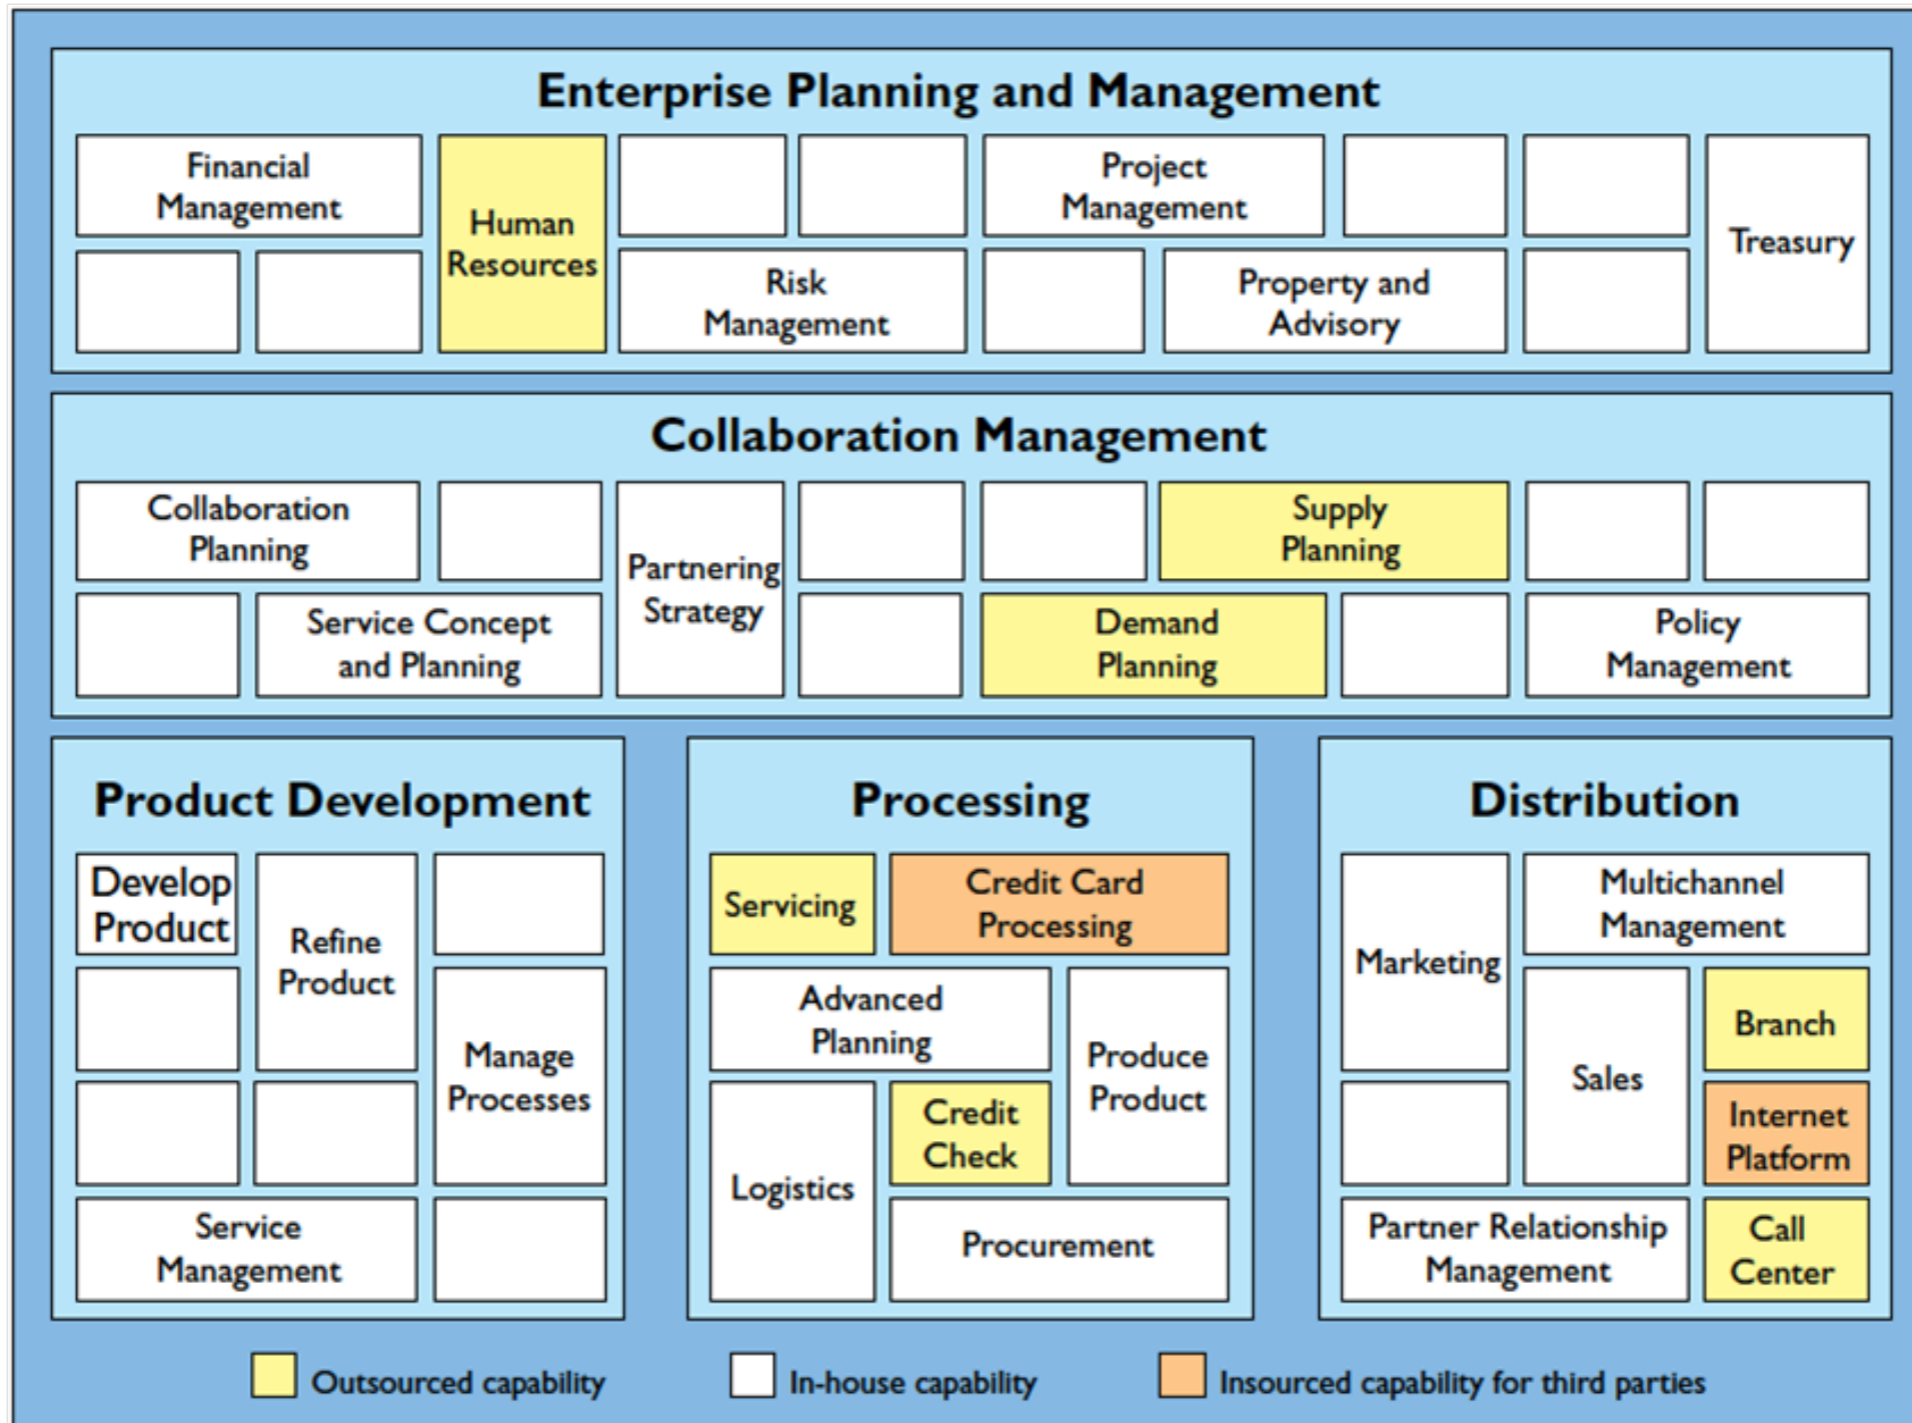 Enterprise Planning and Management
Financial
Management
Human
Resources
Project
Management
Treasury
Risk
Management
Property and
Advisory
Collaboration Management
Collaboration
Planning
Partnering
Strategy
Supply
Planning
Service Concept
and Planning
Demand
Planning
Policy
Management
Product Development
Develop
Product
Refine
Product
Manage
Processes
Service
Management
Processing
Servicing
Credit Card
Processing
Advanced
Planning
Produce
Product
Logistics
Credit
Check
Procurement
Distribution
Marketing
Multichannel
Management
Sales
Branch
Internet
Platform
Partner Relationship
Management
Call
Center
Outsourced capability
In-house capability
Insourced capability for third parties